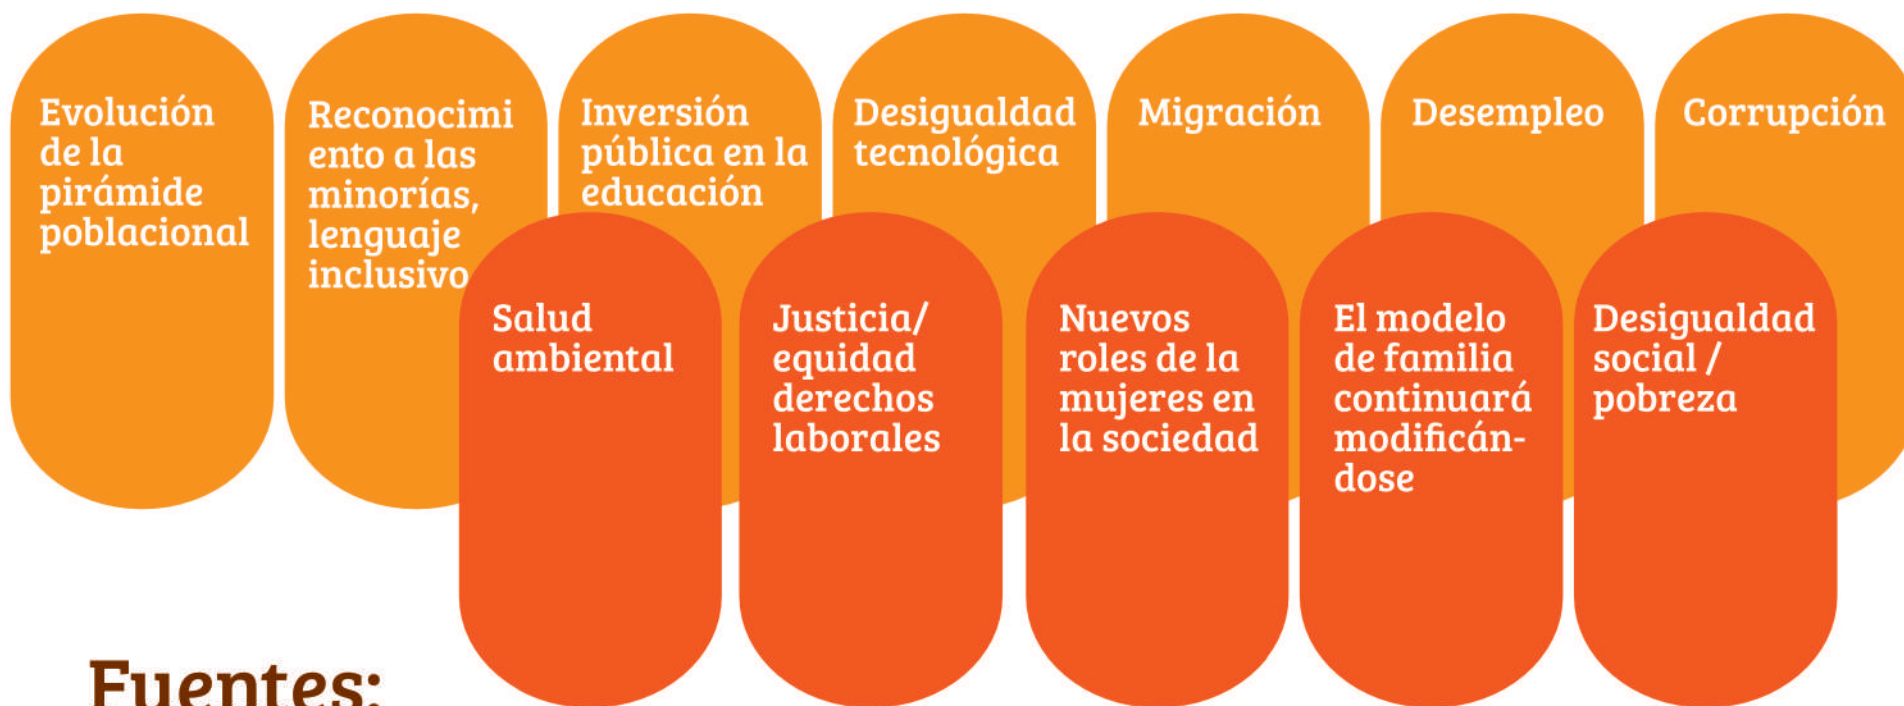 Evolución
de la
pirámide
poblacional
Reconocimi
ento a las
minorías,
lenguaje
inclusivo
Inversión
pública en la
educación
Desigualdad
tecnológica
Migración
Desempleo
Corrupción
Salud
ambiental
Justicia/
equidad
derechos
laborales
Nuevos
roles de la
mujeres en
la sociedad
El modelo
de familia
continuará
modificán-
dose
Desigualdad
social /
pobreza
Fuentes: